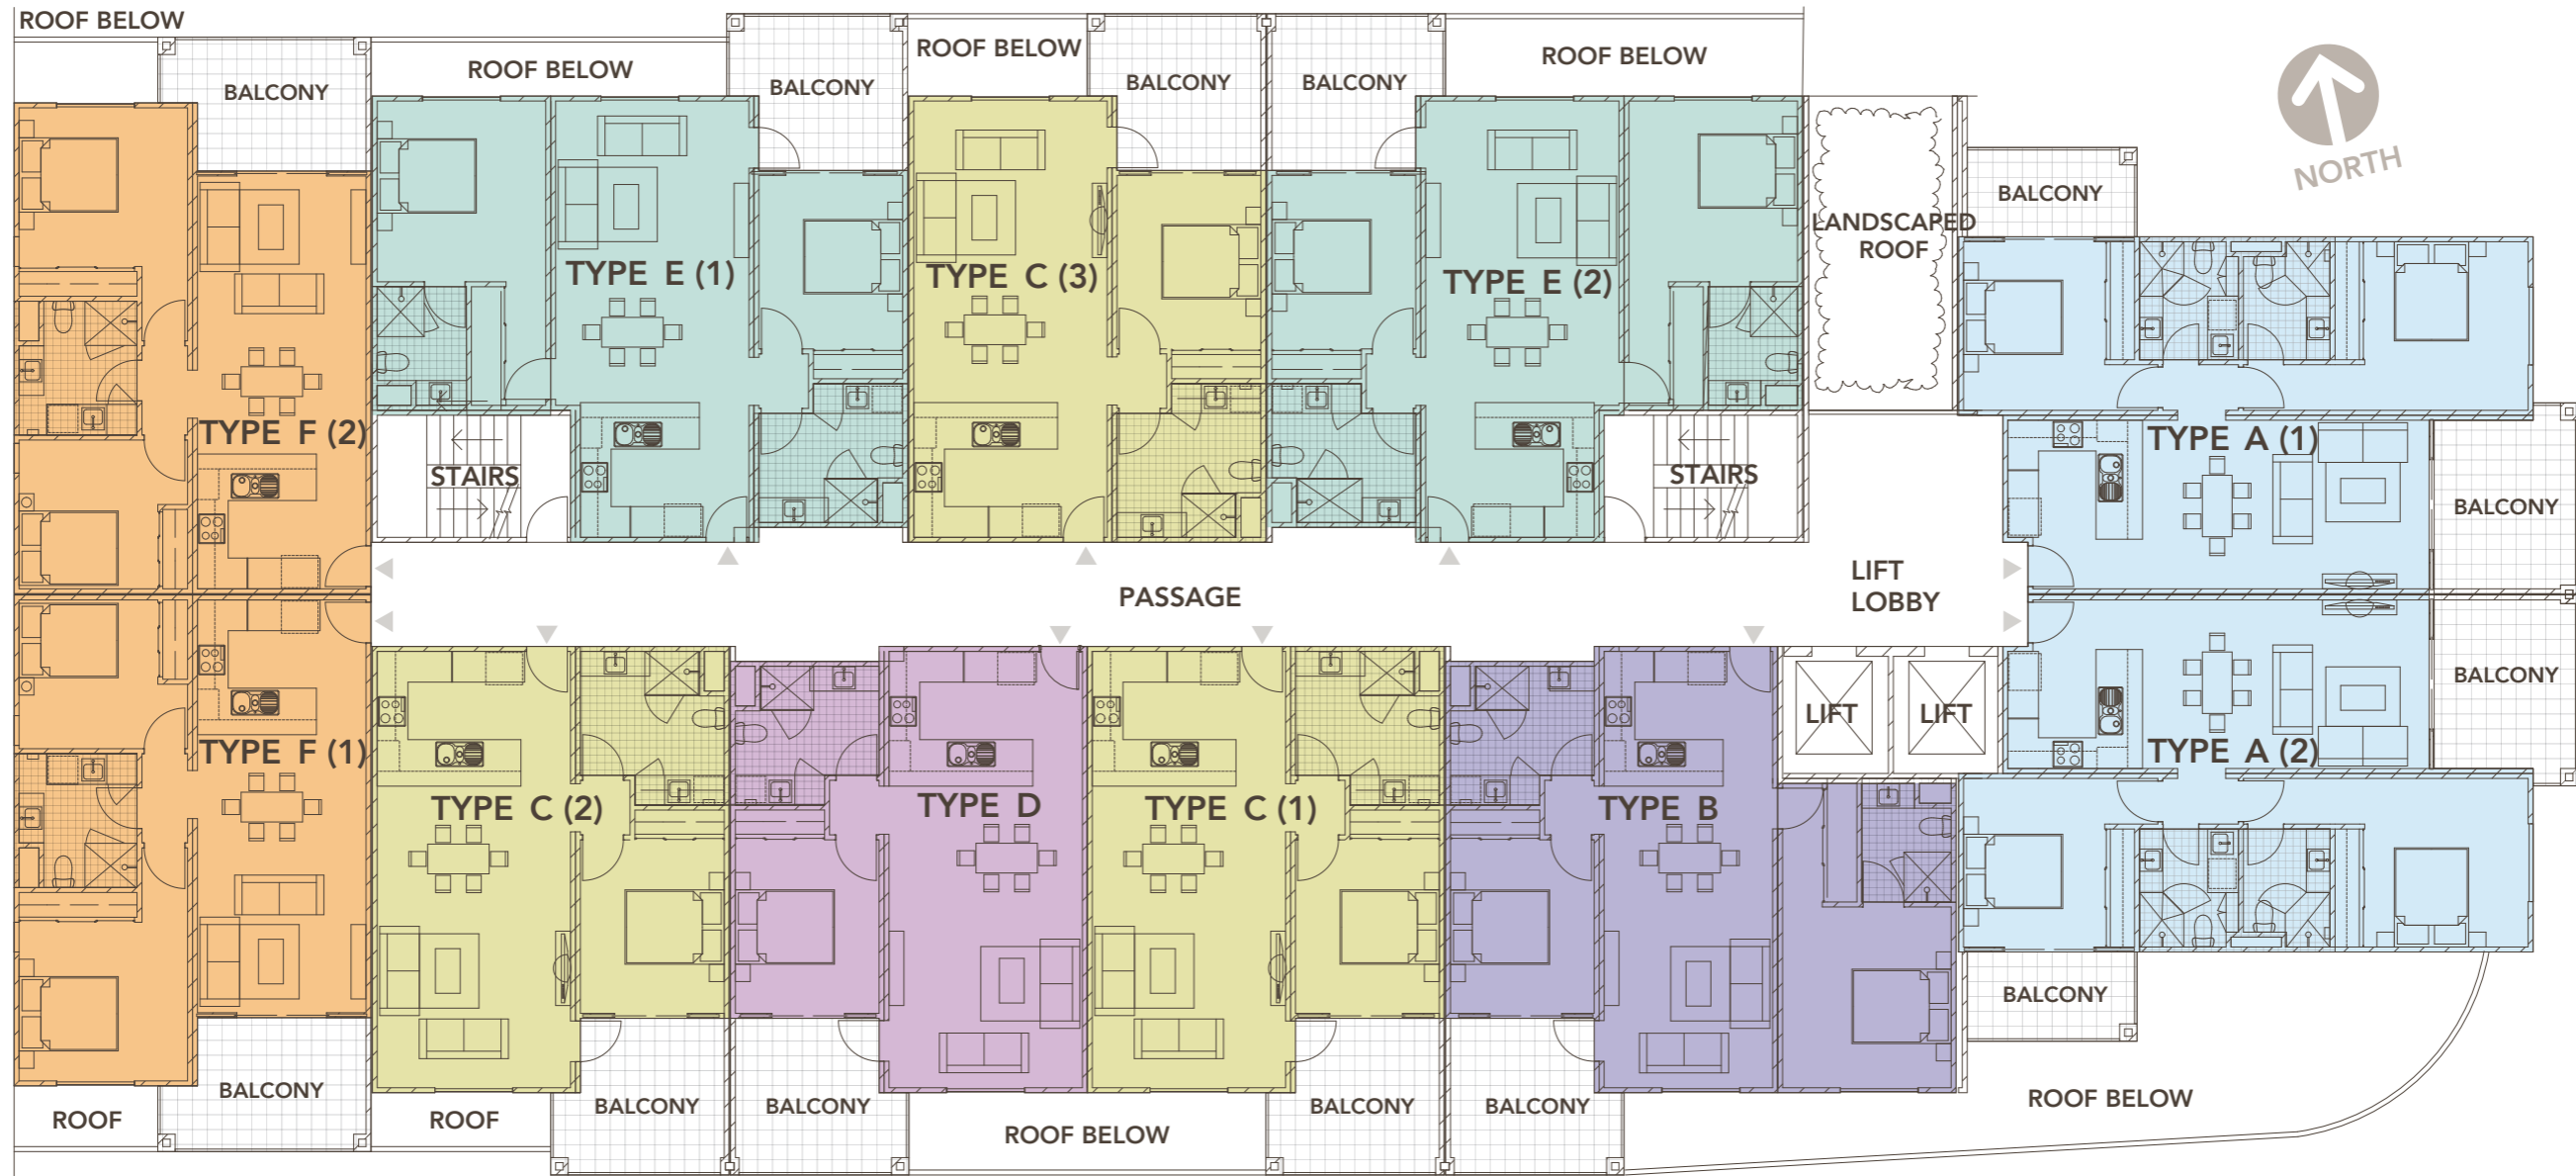 ROOF BELOW
BALCONY
ROOF BELOW
BALCONY
ROOF BELOW
BALCONY
BALCONY
ROOF BELOW
NORTH
BALCONY
LANDSCAPED
ROOF
TYPE E (1)
TYPE C (3)
TYPE E (2)
TYPE F (2)
TYPE A (1)
STAIRS
STAIRS
BALCONY
PASSAGE
LIFT
LOBBY
BALCONY
LIFT
LIFT
TYPE F (1)
TYPE A (2)
TYPE C (2)
TYPE D
TYPE C (1)
TYPE B
BALCONY
BALCONY
ROOF
ROOF
BALCONY
BALCONY
ROOF BELOW
BALCONY
BALCONY
ROOF BELOW